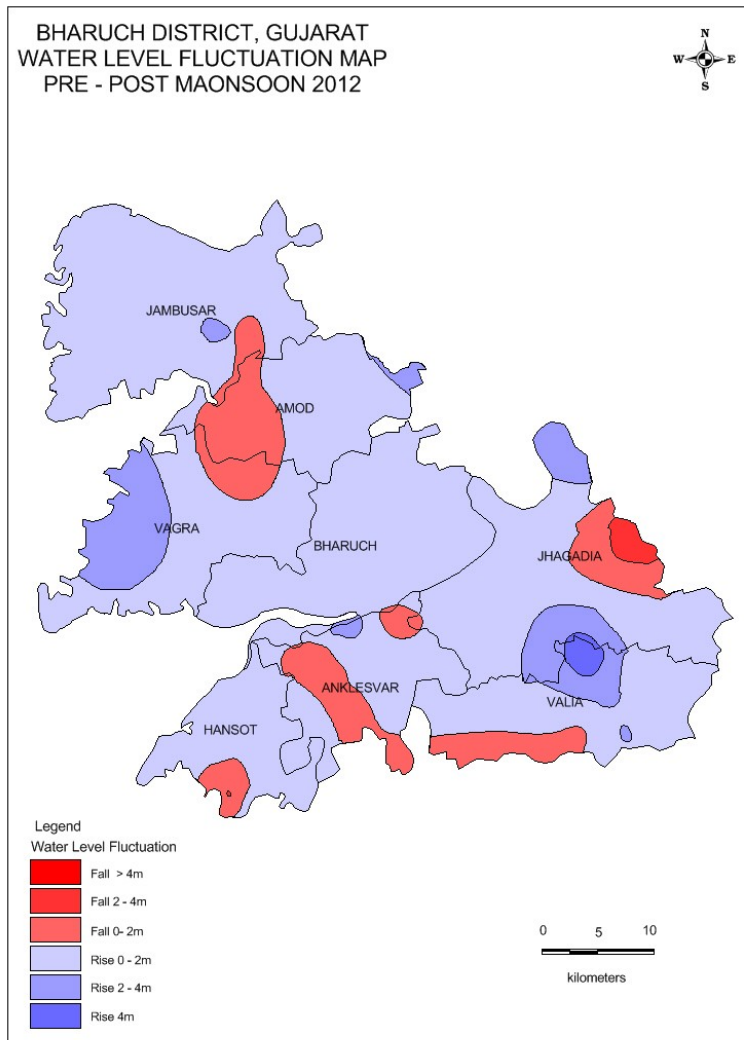 BHARUCH DISTRICT, GUJARAT
WATER LEVEL FLUCTUATION MAP
PRE - POST MAONSOON 2012
N
W E
S
JAMBUSAR
AMOD
VAGRA
BHARUCH
JHAGADIA
ANKLESVAR
VALIA
HANSOT
Legend
Water Level Fluctuation
Fall > 4m
Fall 2 - 4m
Fall 0- 2m
Rise 0 - 2m
Rise 2 - 4m
Rise 4m
0 5 10
kilometers